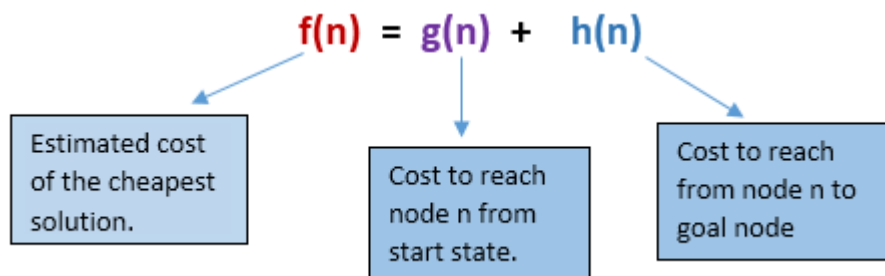 f(n) = g(n) + h(n)
Estimated cost
of the cheapest
solution.
Cost to reach
node n from
start state.
Cost to reach
from node n to
goal node